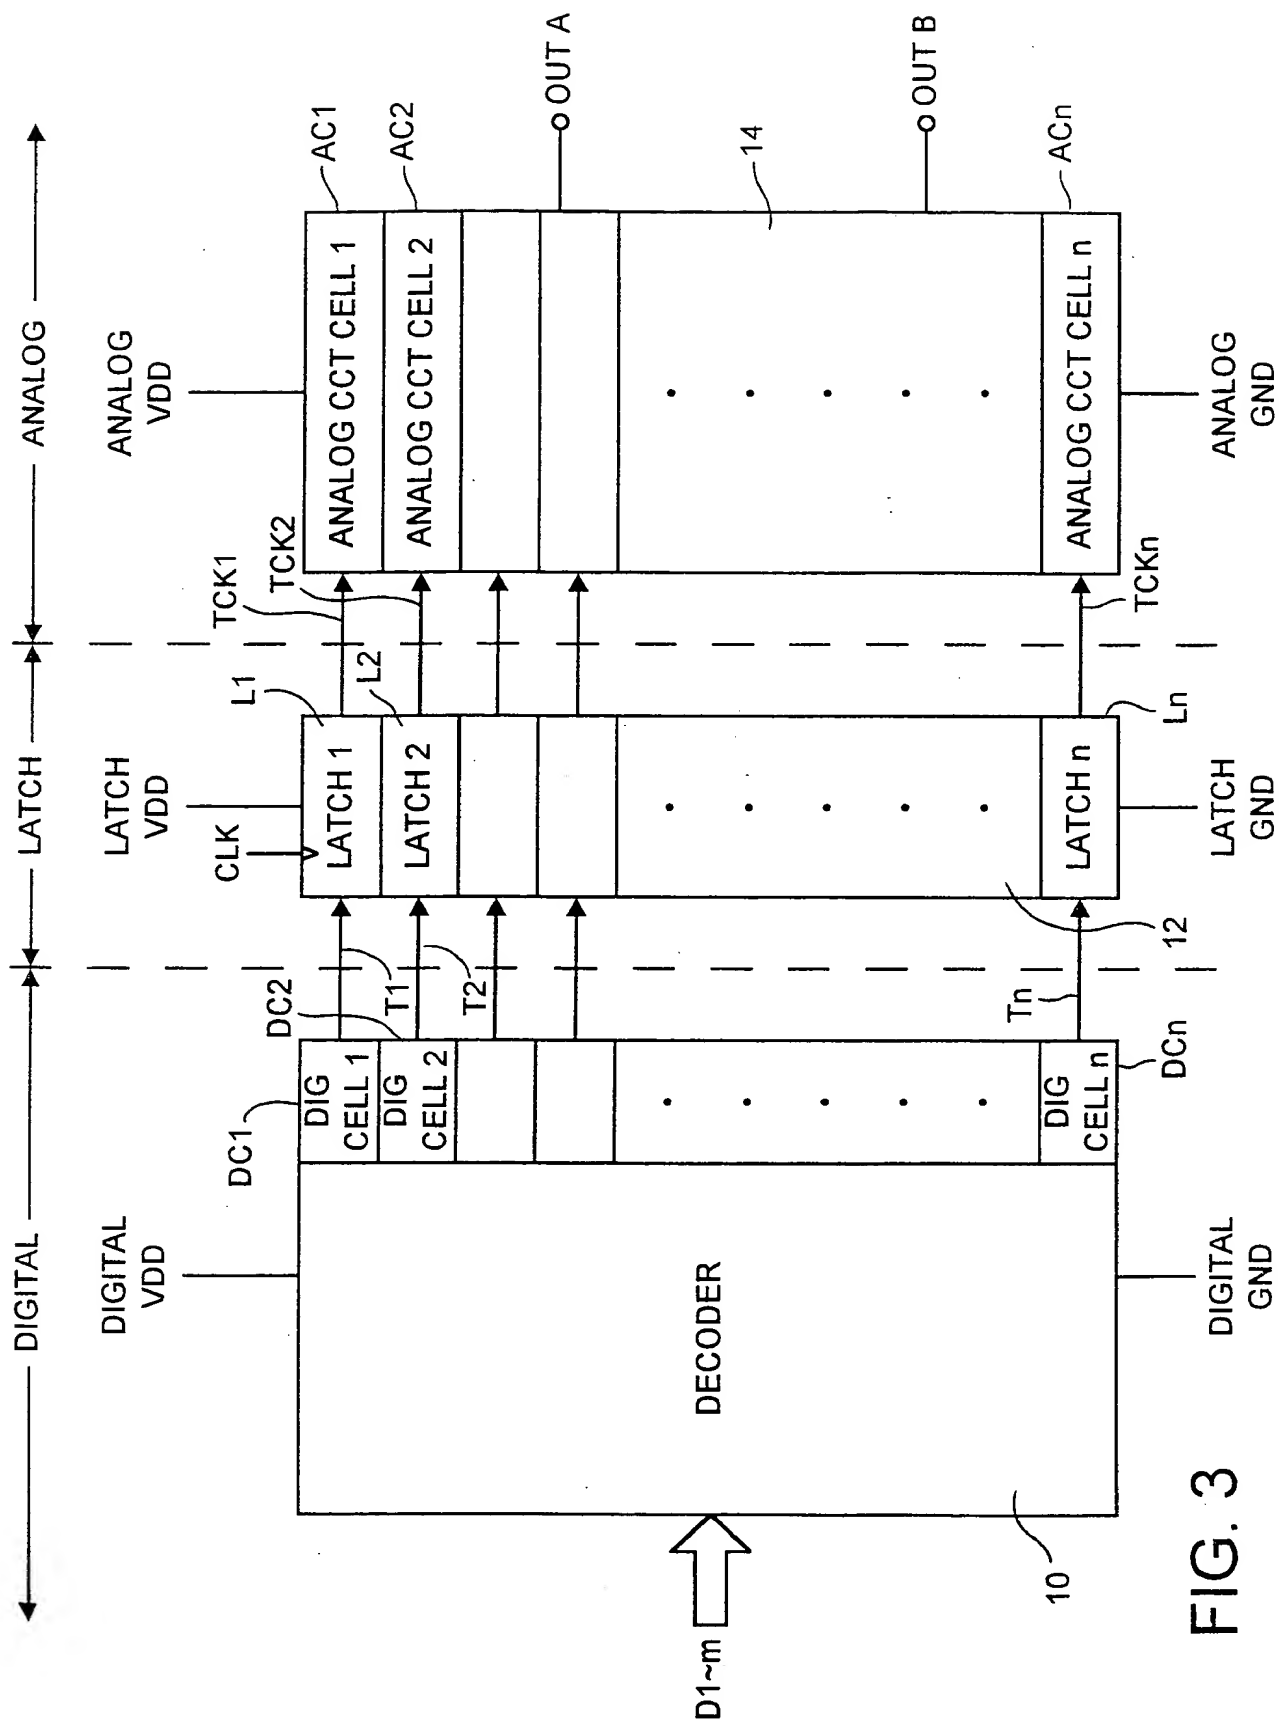 DIGITAL
LATCH
ANALOG
DIGITAL
VDD
LATCH
VDD
ANALOG
VDD
CLK
DC1
DC2
L1
L2
TCK1
TCK2
AC1
AC2
DIG
CELL 1
DIG
CELL 2
T1
T2
LATCH 1
LATCH 2
ANALOG CCT CELL 1
ANALOG CCT CELL 2
OUT A
D1~m
DECODER
14
OUT B
10
DIG
CELL n
Tn
12
LATCH n
ANALOG CCT CELL n
ACn
DCn
Ln
TCKn
DIGITAL
GND
LATCH
GND
ANALOG
GND
FIG. 3